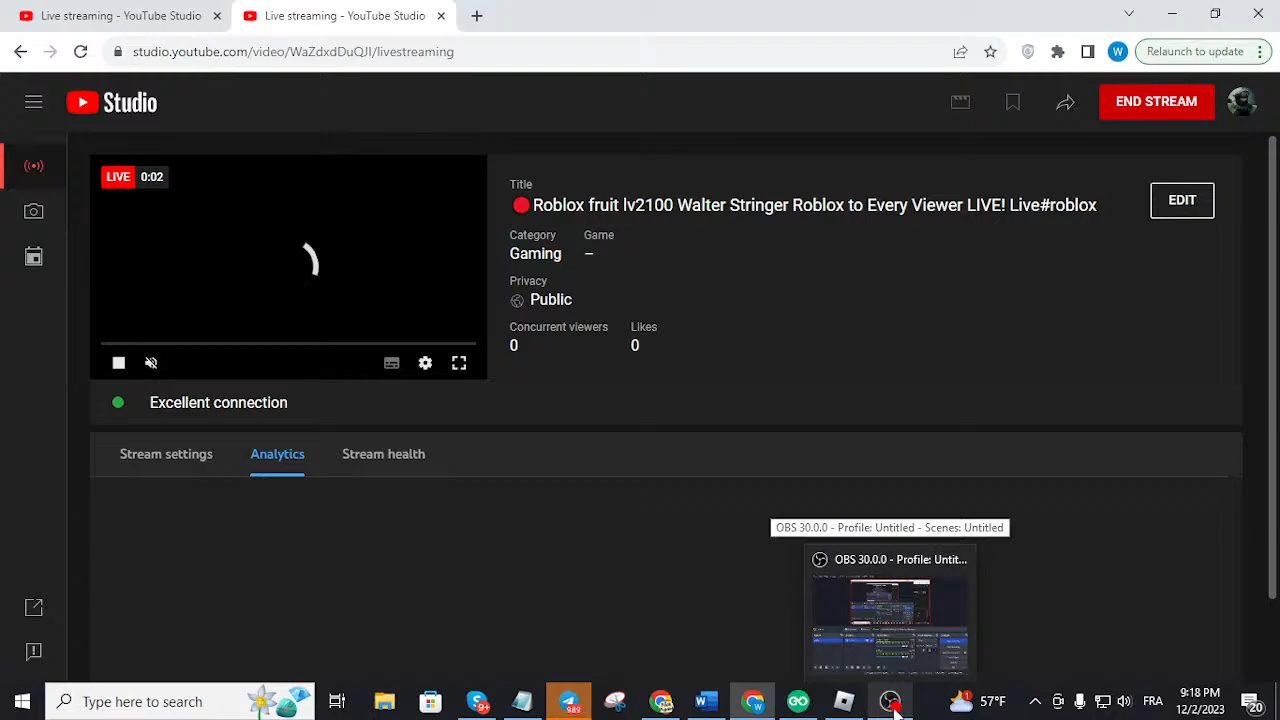 Live streaming - YouTube Studio
Live streaming - YouTube Studio
studio.youtube.com/video/WaZdxdDuQJI/livestreaming
W
Relaunch to update
Studio
END STREAM
LIVE 0:02
Title
Roblox fruit lv2100 Walter Stringer Roblox to Every Viewer LIVE! Live#roblox
EDIT
Category Game
Gaming –
Privacy
Public
Concurrent viewers Likes
0 0
Excellent connection
Stream settings Analytics Stream health
OBS 30.0.0 - Profile: Untitled - Scenes: Untitled
OBS 30.0.0 - Profile: Untit...
Type here to search
9+
57°F
FRA
9:18 PM
12/2/2023
20